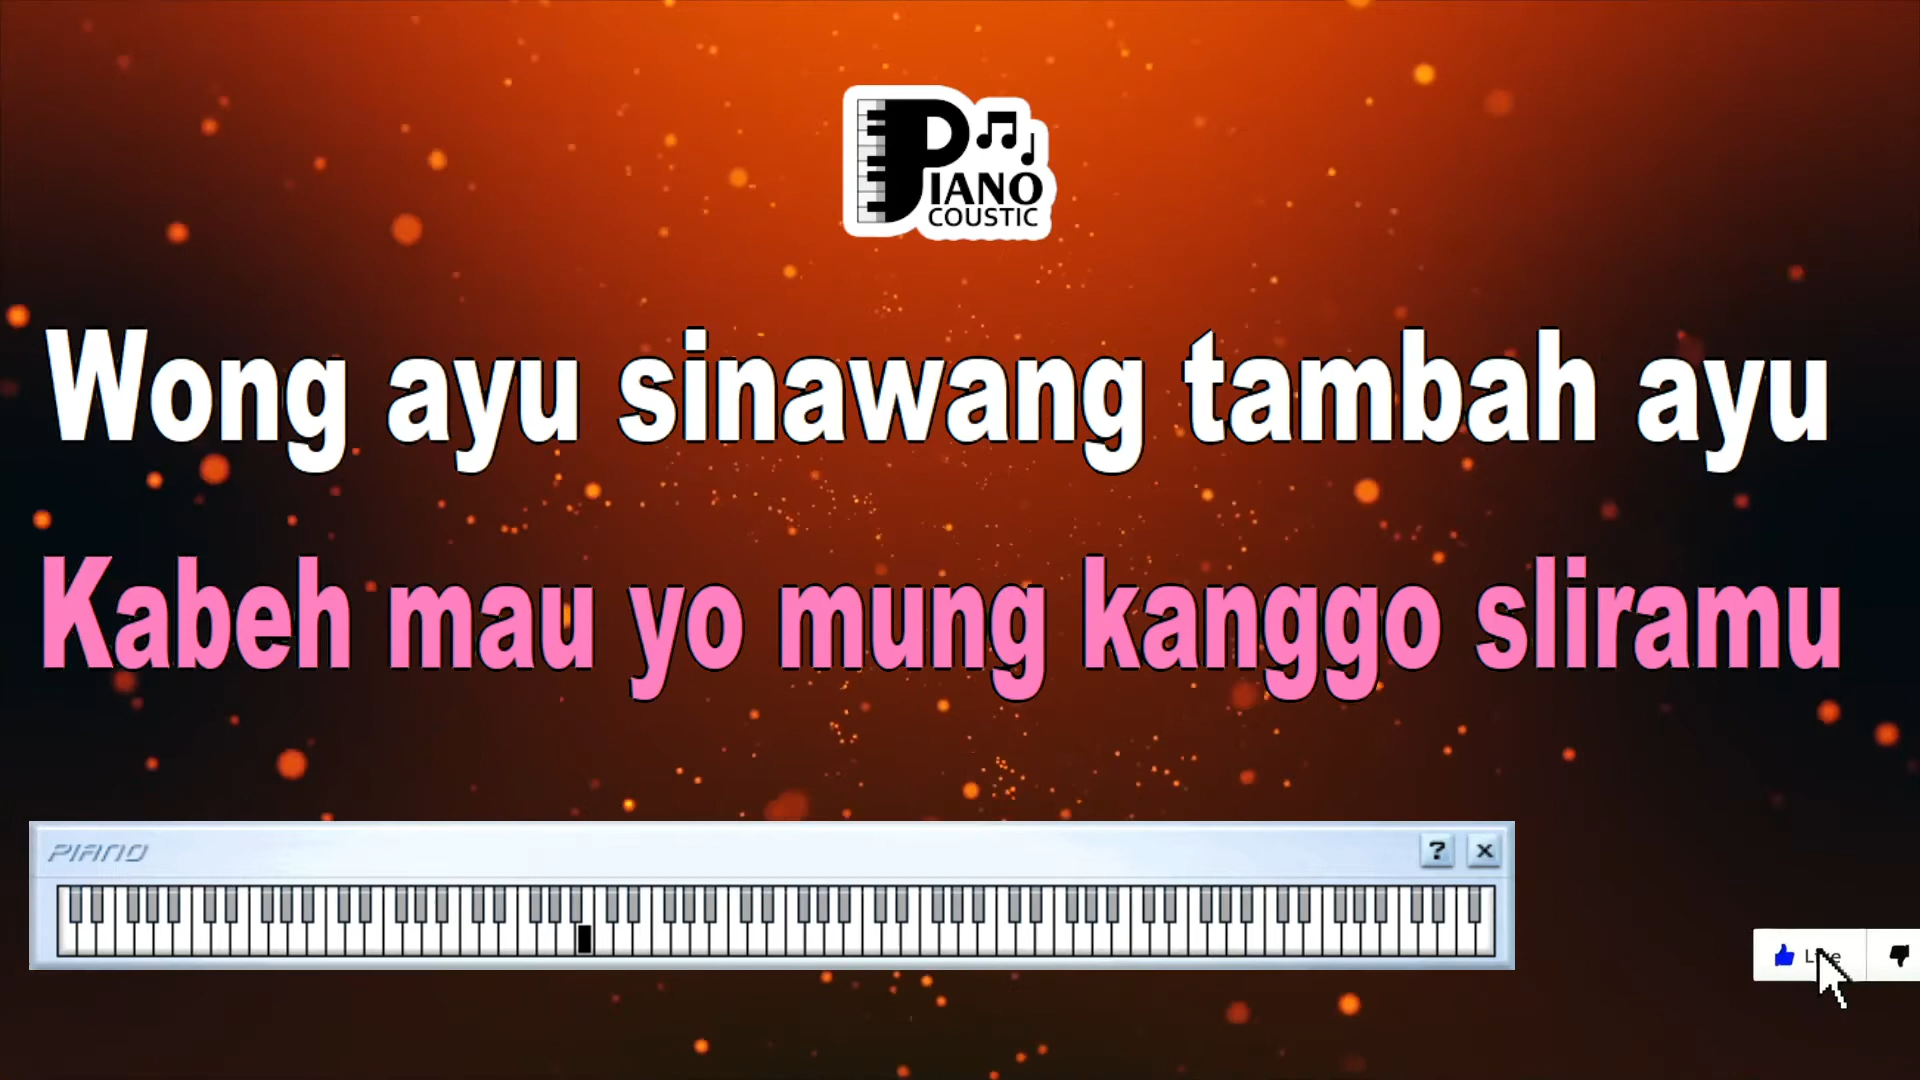 PIANO
COUSTIC
Wong ayu sinawang tambah ayu
Kabeh mau yo mung kanggo sliramu
PIANO
? x
Like